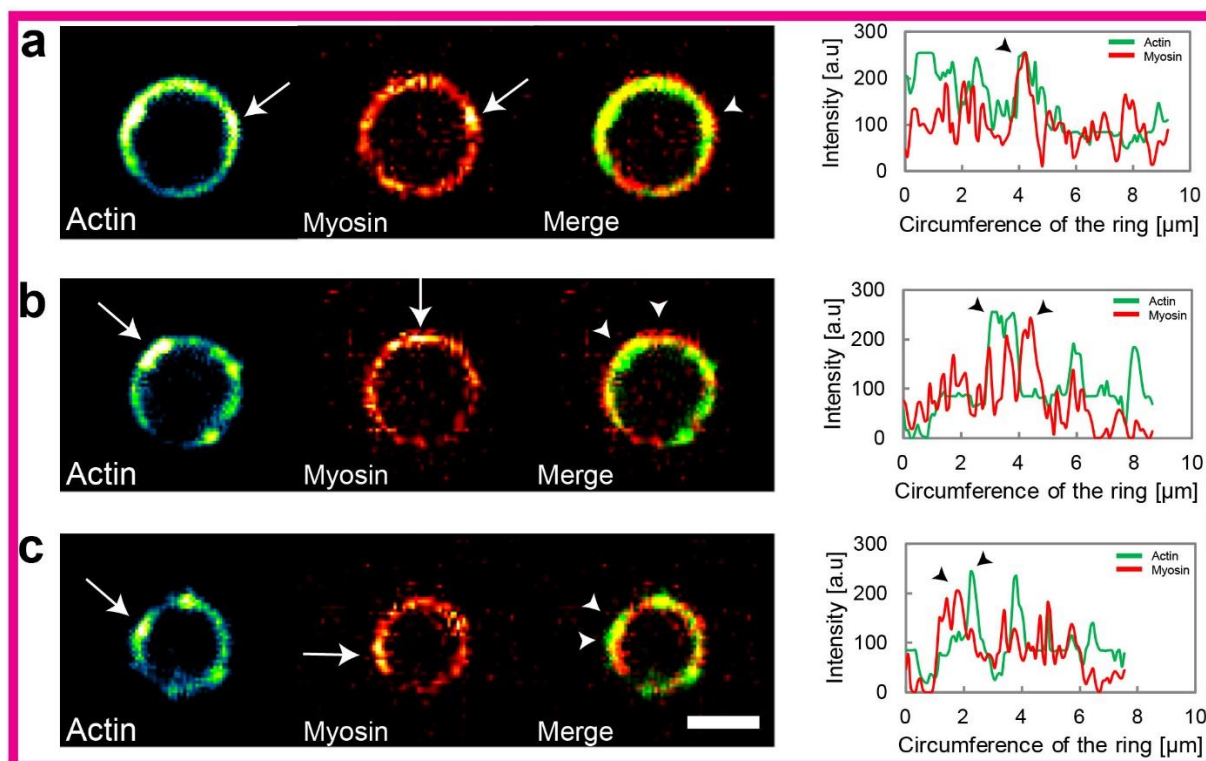 a
Actin
Myosin
Merge
Intensity [a.u]
300
200
100
0
0 2 4 6 8 10
Circumference of the ring [µm]
Actin
Myosin
b
Actin
Myosin
Merge
Intensity [a.u]
300
200
100
0
0 2 4 6 8 10
Circumference of the ring [µm]
Actin
Myosin
c
Actin
Myosin
Merge
Intensity [a.u]
300
200
100
0
0 2 4 6 8 10
Circumference of the ring [µm]
Actin
Myosin